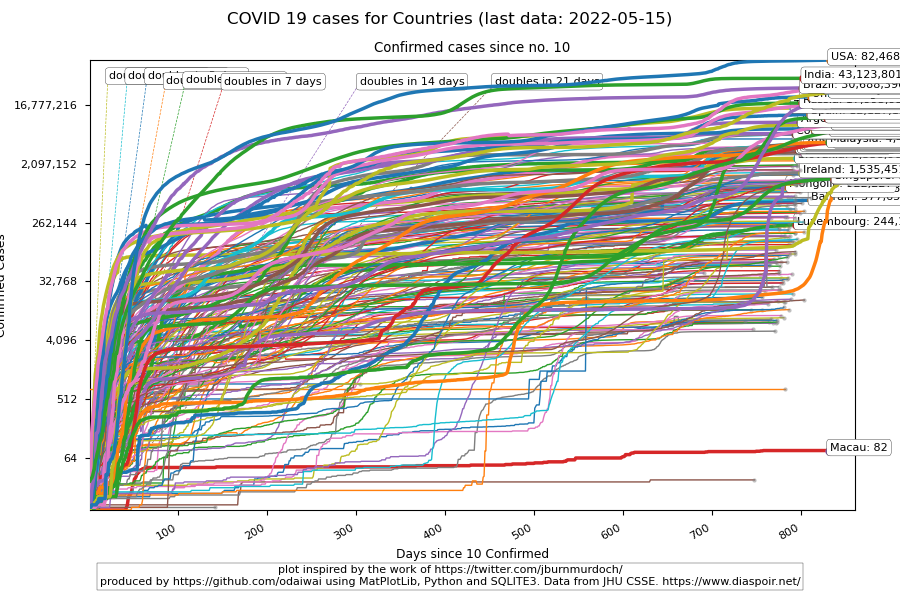 COVID 19 cases for Countries (last data: 2022-05-15)
Confirmed cases since no. 10
doubles in 7 days
doubles in 14 days
doubles in 21 days
USA: 82,468
India: 43,123,801
16,777,216
2,097,152
Ireland: 1,535,45
262,144
Luxembourg: 244,
32,768
4,096
512
64
Macau: 82
Confirmed Cases
100 200 300 400 500 600 700 800
Days since 10 Confirmed
plot inspired by the work of https://twitter.com/jburnmurdoch/
produced by https://github.com/odaiwai using MatPlotLib, Python and SQLITE3. Data from JHU CSSE. https://www.diaspoir.net/